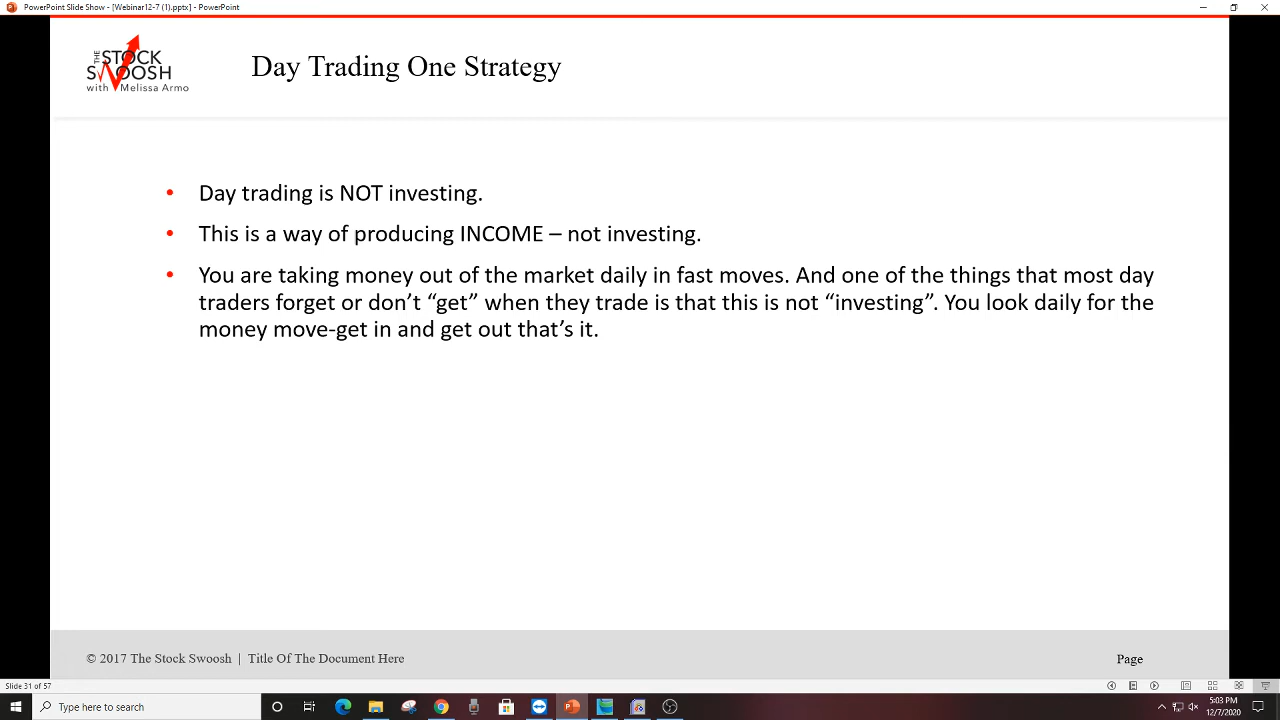 PowerPoint Slide Show - [Webinar12-7 (1).pptx] - PowerPoint
THE STOCK
SWOOSH
with Melissa Armo
Day Trading One Strategy
• Day trading is NOT investing.
• This is a way of producing INCOME – not investing.
• You are taking money out of the market daily in fast moves. And one of the things that most day
traders forget or don’t “get” when they trade is that this is not “investing”. You look daily for the
money move-get in and get out that’s it.
© 2017 The Stock Swoosh | Title Of The Document Here
Page
Slide 31 of 57
Type here to search
5:03 PM
12/7/2020